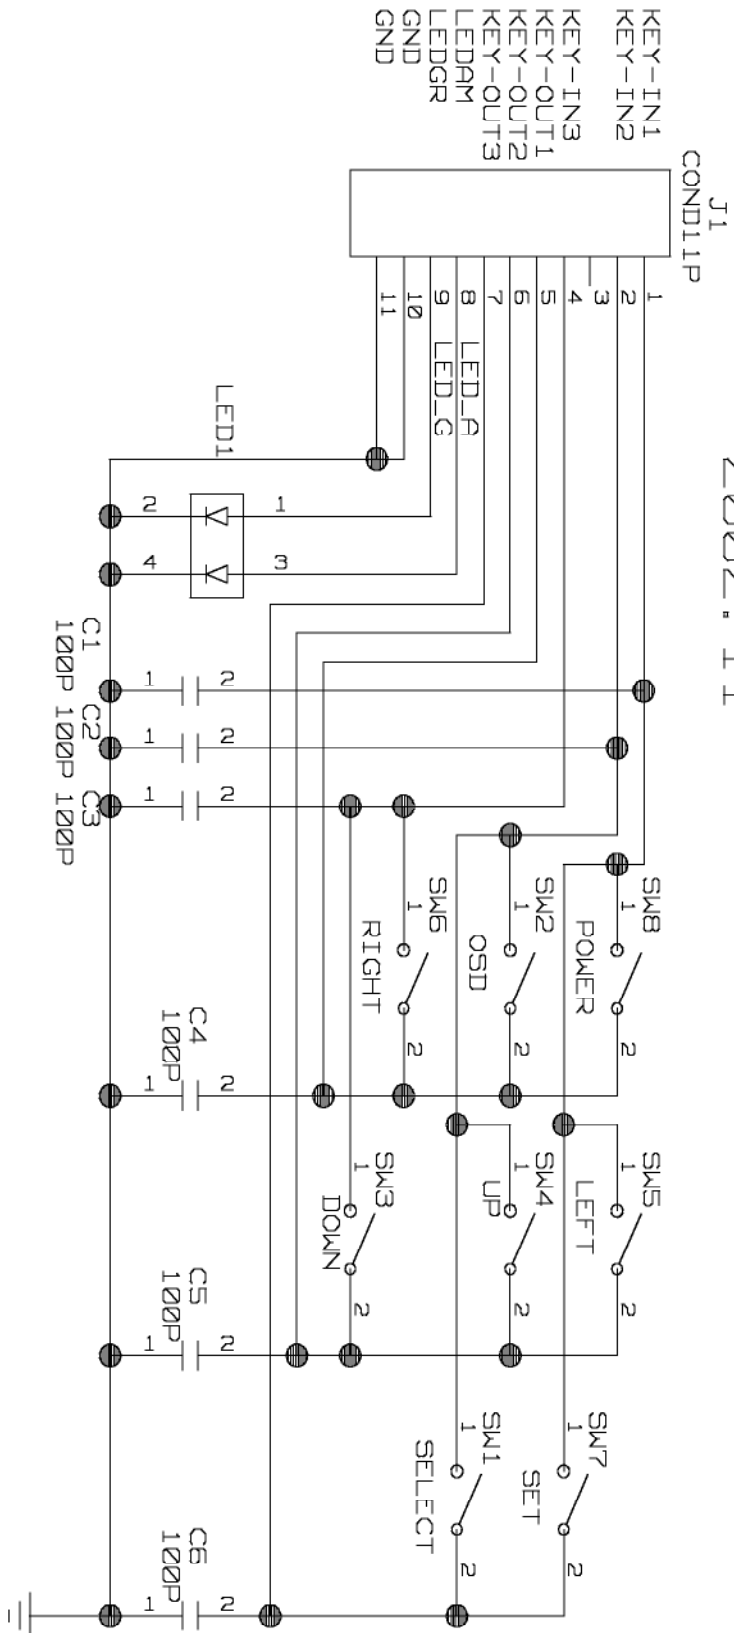 2002.11
J1
COND11P
KEY-IN1
KEY-IN2
KEY-IN3
KEY-OUT1
KEY-OUT2
KEY-OUT3
LEDAM
LEDGR
GND
GND
1
2
3
4
5
6
7
8
9
10
11
LED_A
LED_G
SW8
1
2
POWER
SW2
1
2
OSD
SW6
1
2
RIGHT
SW5
1
2
LEFT
SW4
1
2
UP
SW3
1
2
DOWN
SW7
1
2
SET
SW1
1
2
SELECT
LED1
1
3
2
4
2
2
2
2
2
2
1
1
1
1
1
1
C1
100P
C2
100P
C3
100P
C4
100P
C5
100P
C6
100P